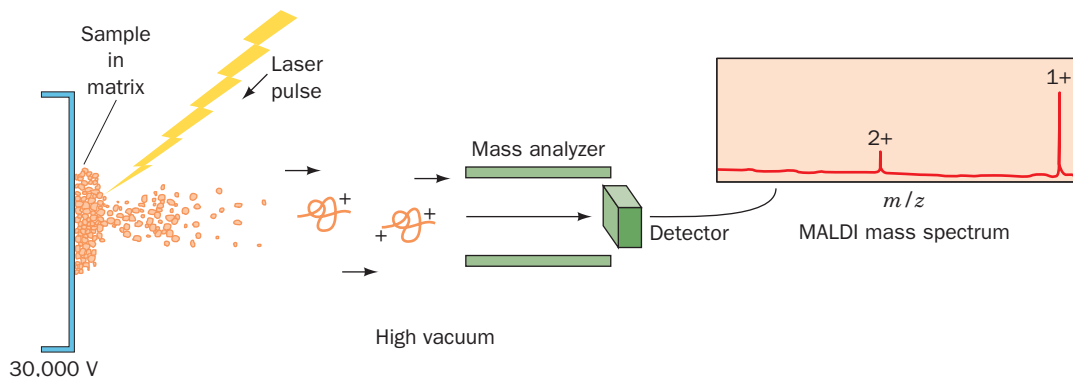 Sample
in
matrix
Laser
pulse
30,000 V
+
+
+
High vacuum
Mass analyzer
Detector
2+
1+
m/z
MALDI mass spectrum